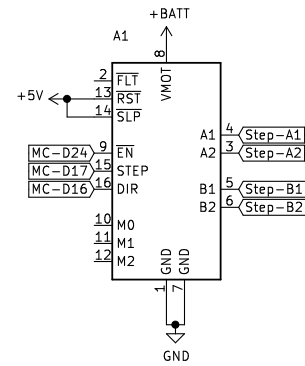 +BATT
A1
8
VMOT
2 FLT
+5V 13 RST
14 SLP
A1 4 Step-A1
MC-D24 9 EN
A2 3 Step-A2
MC-D17 15 STEP
MC-D16 16 DIR
B1 5 Step-B1
B2 6 Step-B2
10 M0
11 M1
12 M2
GND GND
1 7
GND